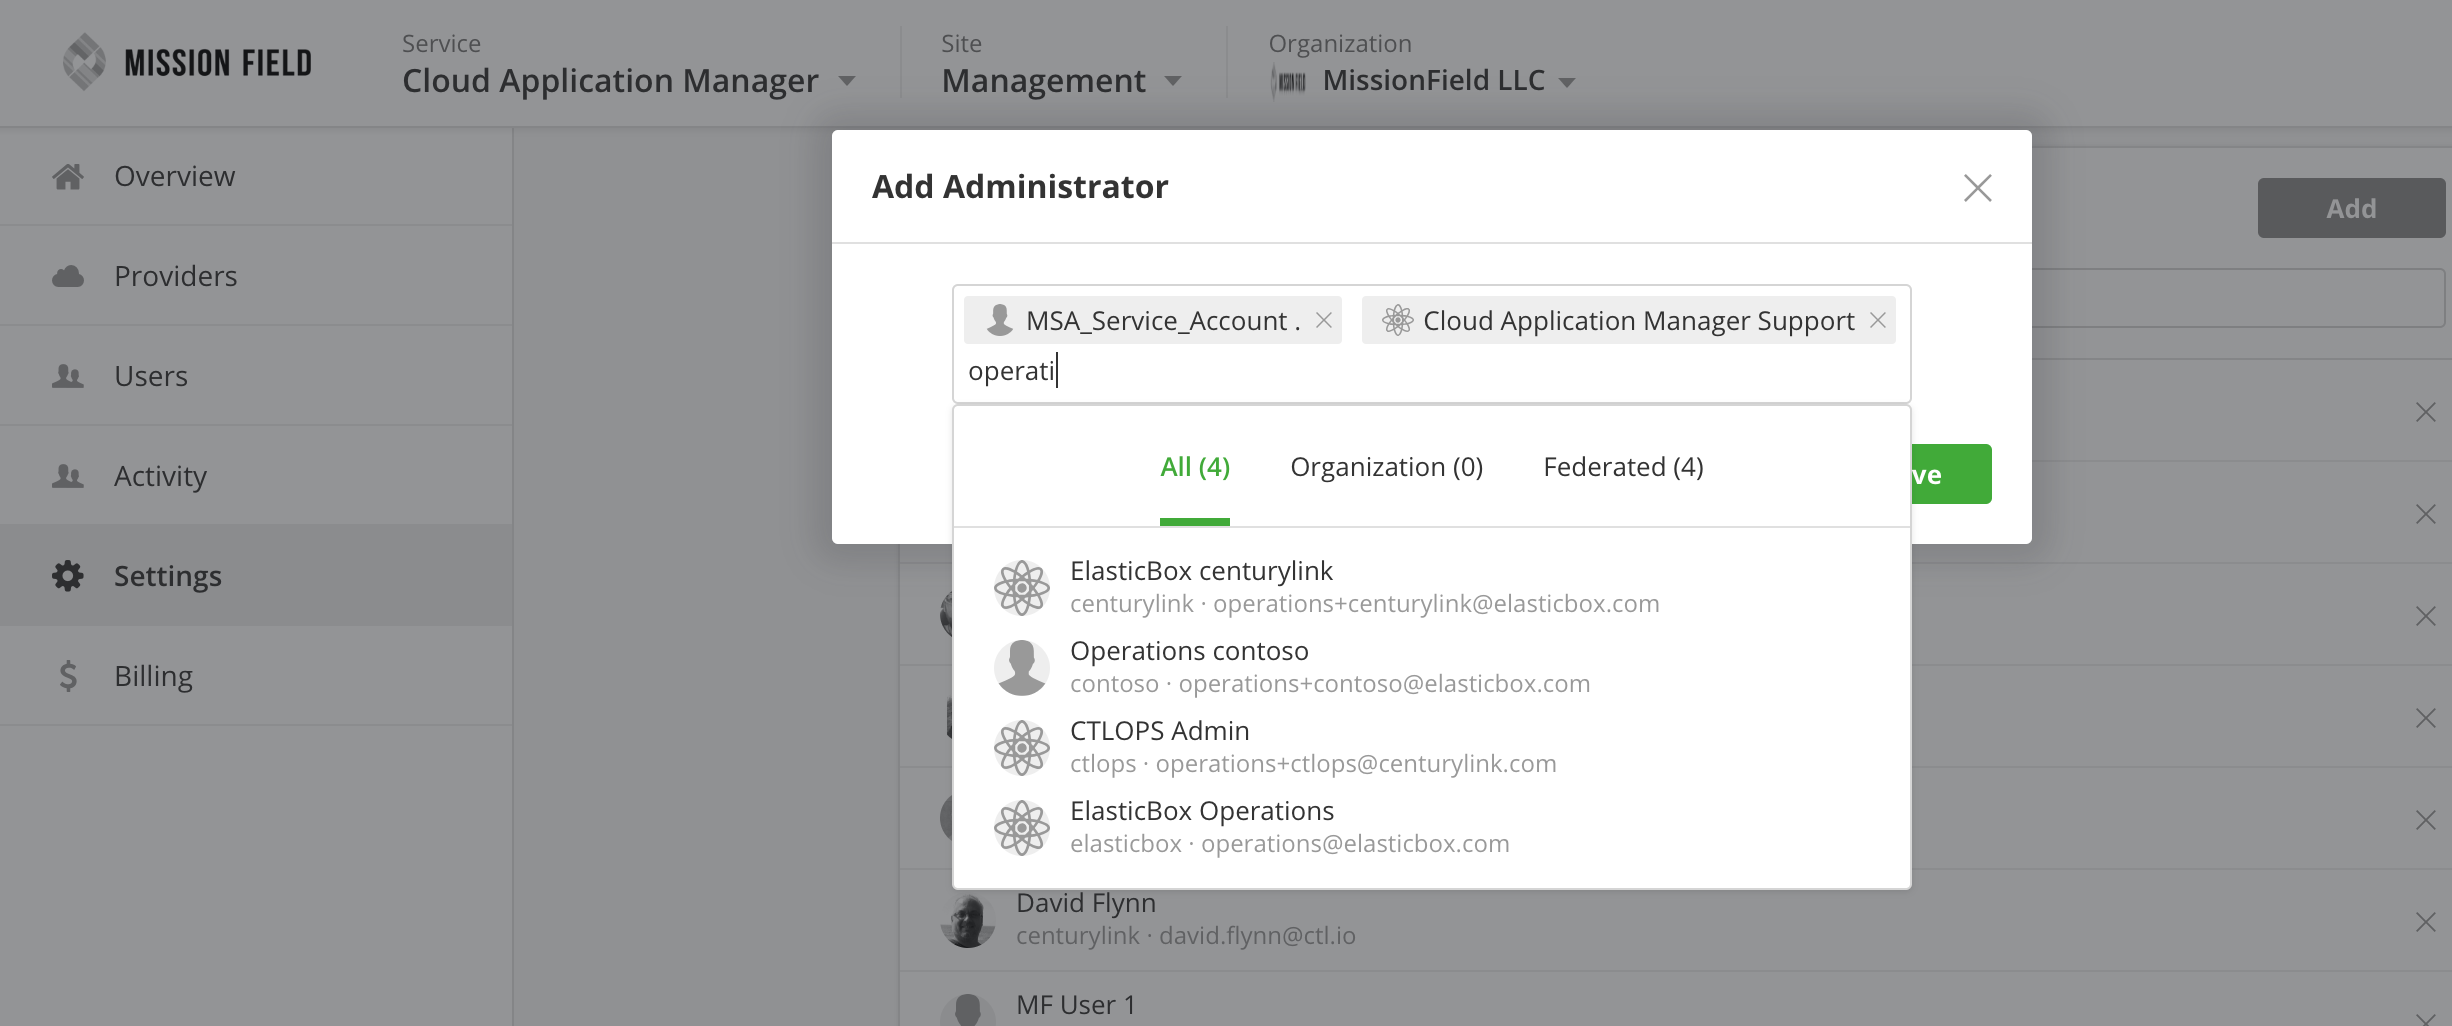 MISSION FIELD
Service
Cloud Application Manager
Site
Management
Organization
MissionField LLC
Overview
Providers
Users
Activity
Settings
Billing
Add
Add Administrator
MSA_Service_Account .
Cloud Application Manager Support
operati
All (4)
Organization (0)
Federated (4)
ve
ElasticBox centurylink
centurylink · operations+centurylink@elasticbox.com
Operations contoso
contoso · operations+contoso@elasticbox.com
CTLOPS Admin
ctlops · operations+ctlops@centurylink.com
ElasticBox Operations
elasticbox · operations@elasticbox.com
David Flynn
centurylink · david.flynn@ctl.io
MF User 1